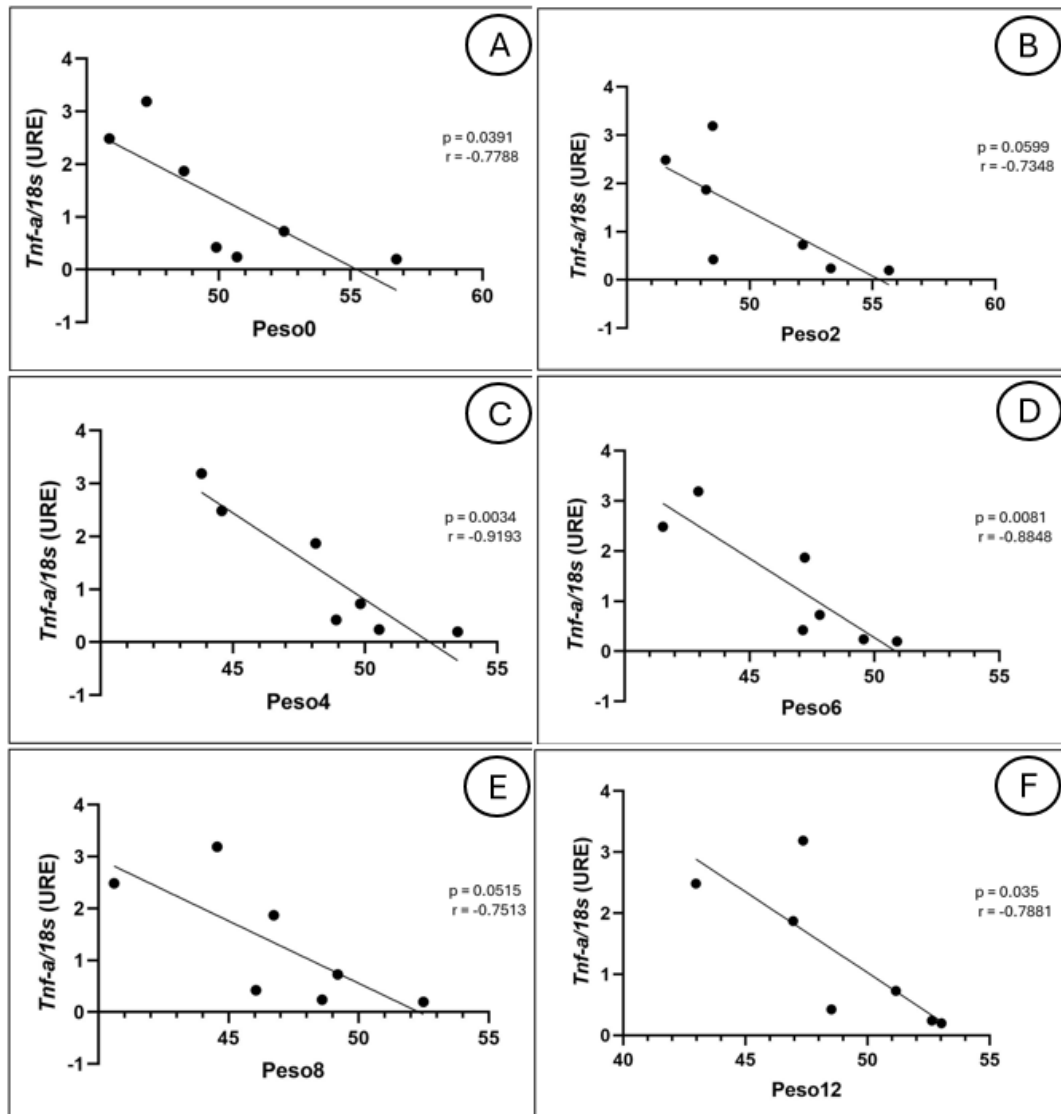 A
4
3
2
1
0
-1
Tnf-a/18s (URE)
p = 0.0391
r = -0.7788
50
55
60
Peso0
B
4
3
2
1
0
-1
Tnf-a/18s (URE)
p = 0.0599
r = -0.7348
50
55
60
Peso2
C
4
3
2
1
0
-1
Tnf-a/18s (URE)
p = 0.0034
r = -0.9193
45
50
55
Peso4
D
4
3
2
1
0
-1
Tnf-a/18s (URE)
p = 0.0081
r = -0.8848
45
50
55
Peso6
E
4
3
2
1
0
Tnf-a/18s (URE)
p = 0.0515
r = -0.7513
45
50
55
Peso8
F
4
3
2
1
0
Tnf-a/18s (URE)
p = 0.035
r = -0.7881
40
45
50
55
Peso12